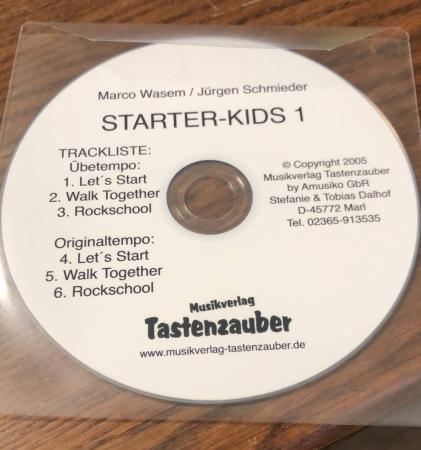 Marco Wasem / Jürgen Schmieder
STARTER-KIDS 1
TRACKLISTE:
Übetempo:
1. Let´s Start
2. Walk Together
3. Rockschool
Originaltempo:
4. Let´s Start
5. Walk Together
6. Rockschool
© Copyright 2005
Musikverlag Tastenzauber
by Amusiko GbR
Stefanie & Tobias Dalhof
D-45772 Marl
Tel. 02365-913535
Musikverlag
Tastenzauber
www.musikverlag-tastenzauber.de